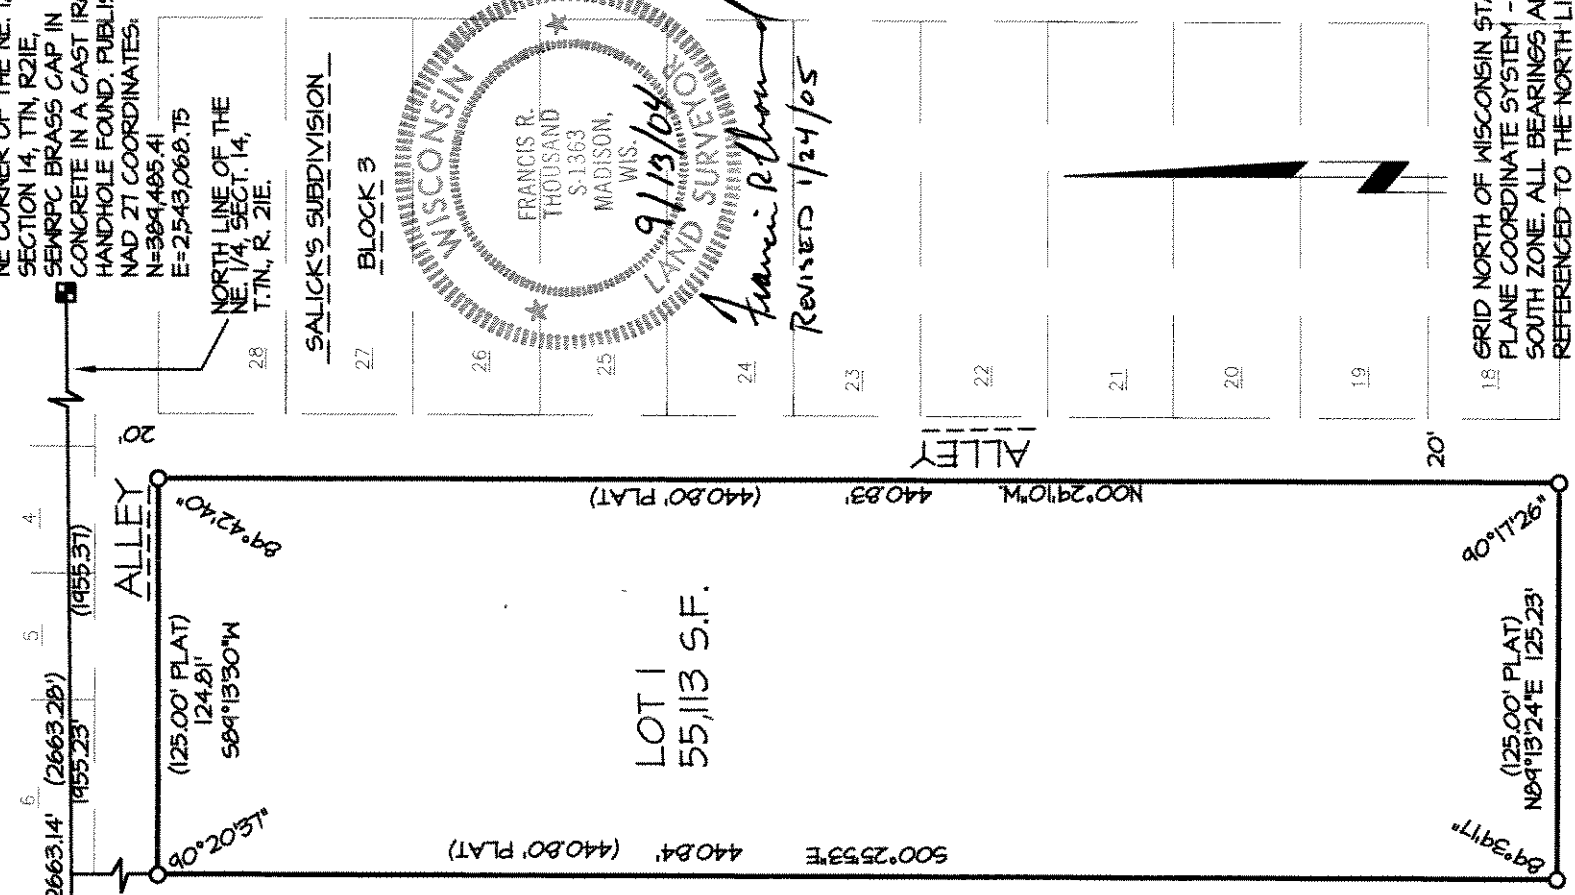 NE CORNER OF THE NE. 1/4
SECTION 14, T7N, R21E,
SEWRPC BRASS CAP IN
CONCRETE IN A CAST
HANDHOLE FOUND.
NAD 27 COORDINATES:
N=384,485.41
E=2,543,068.75
NORTH LINE OF THE
NE. 1/4, SECT. 14,
T.7N., R. 21E.
SALICK'S SUBDIVISION
BLOCK 3
WISCONSIN
FRANCIS R.
THOUSAND
S-1363
MADISON,
WIS.
LAND SURVEYOR
9/13/04
Revised 1/24/05
GRID NORTH OF WISCONSIN
PLANE COORDINATE SYSTEM -
SOUTH ZONE. ALL BEARINGS
REFERENCED TO THE NORTH
28
27
26
25
24
23
22
21
20
19
18
4
5
6
2663.14' (2663.28')
1955.23' (1955.37)
20'
ALLEY
ALLEY
20'
(125.00' PLAT)
124.81'
S89°13'30"W
90°20'37"
89°42'40"
N00°29'10"W. 440.83' (440.80' PLAT)
LOT 1
55,113 S.F.
S00°25'53"E 440.84' (440.80' PLAT)
89°39'17"
90°17'26"
(125.00' PLAT)
N89°13'24"E 125.23'